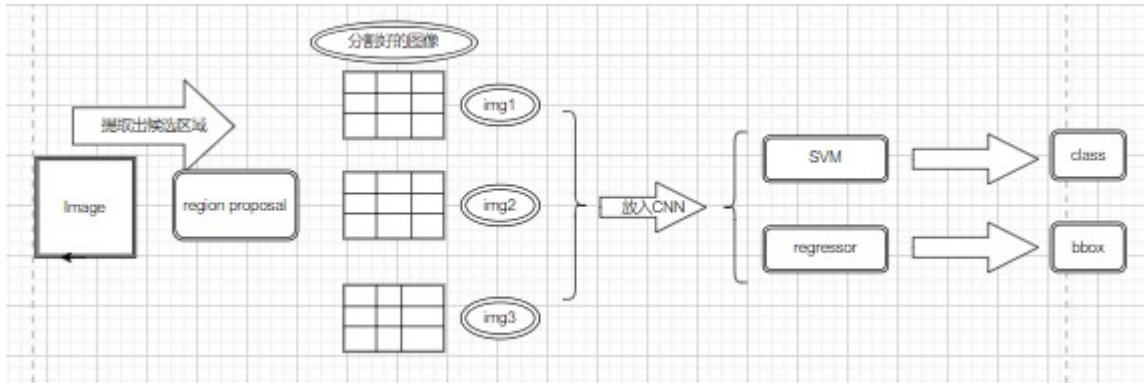 分割好的图像
img1
提取出候选区域
Image
region proposal
img2
放入CNN
SVM
class
regressor
bbox
img3